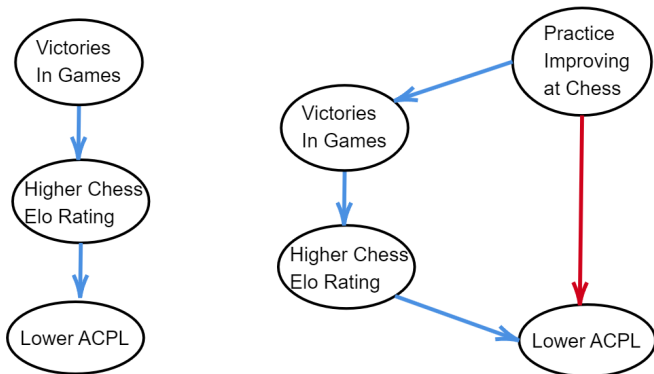 Victories
In Games
Higher Chess
Elo Rating
Lower ACPL
Practice
Improving
at Chess
Victories
In Games
Higher Chess
Elo Rating
Lower ACPL